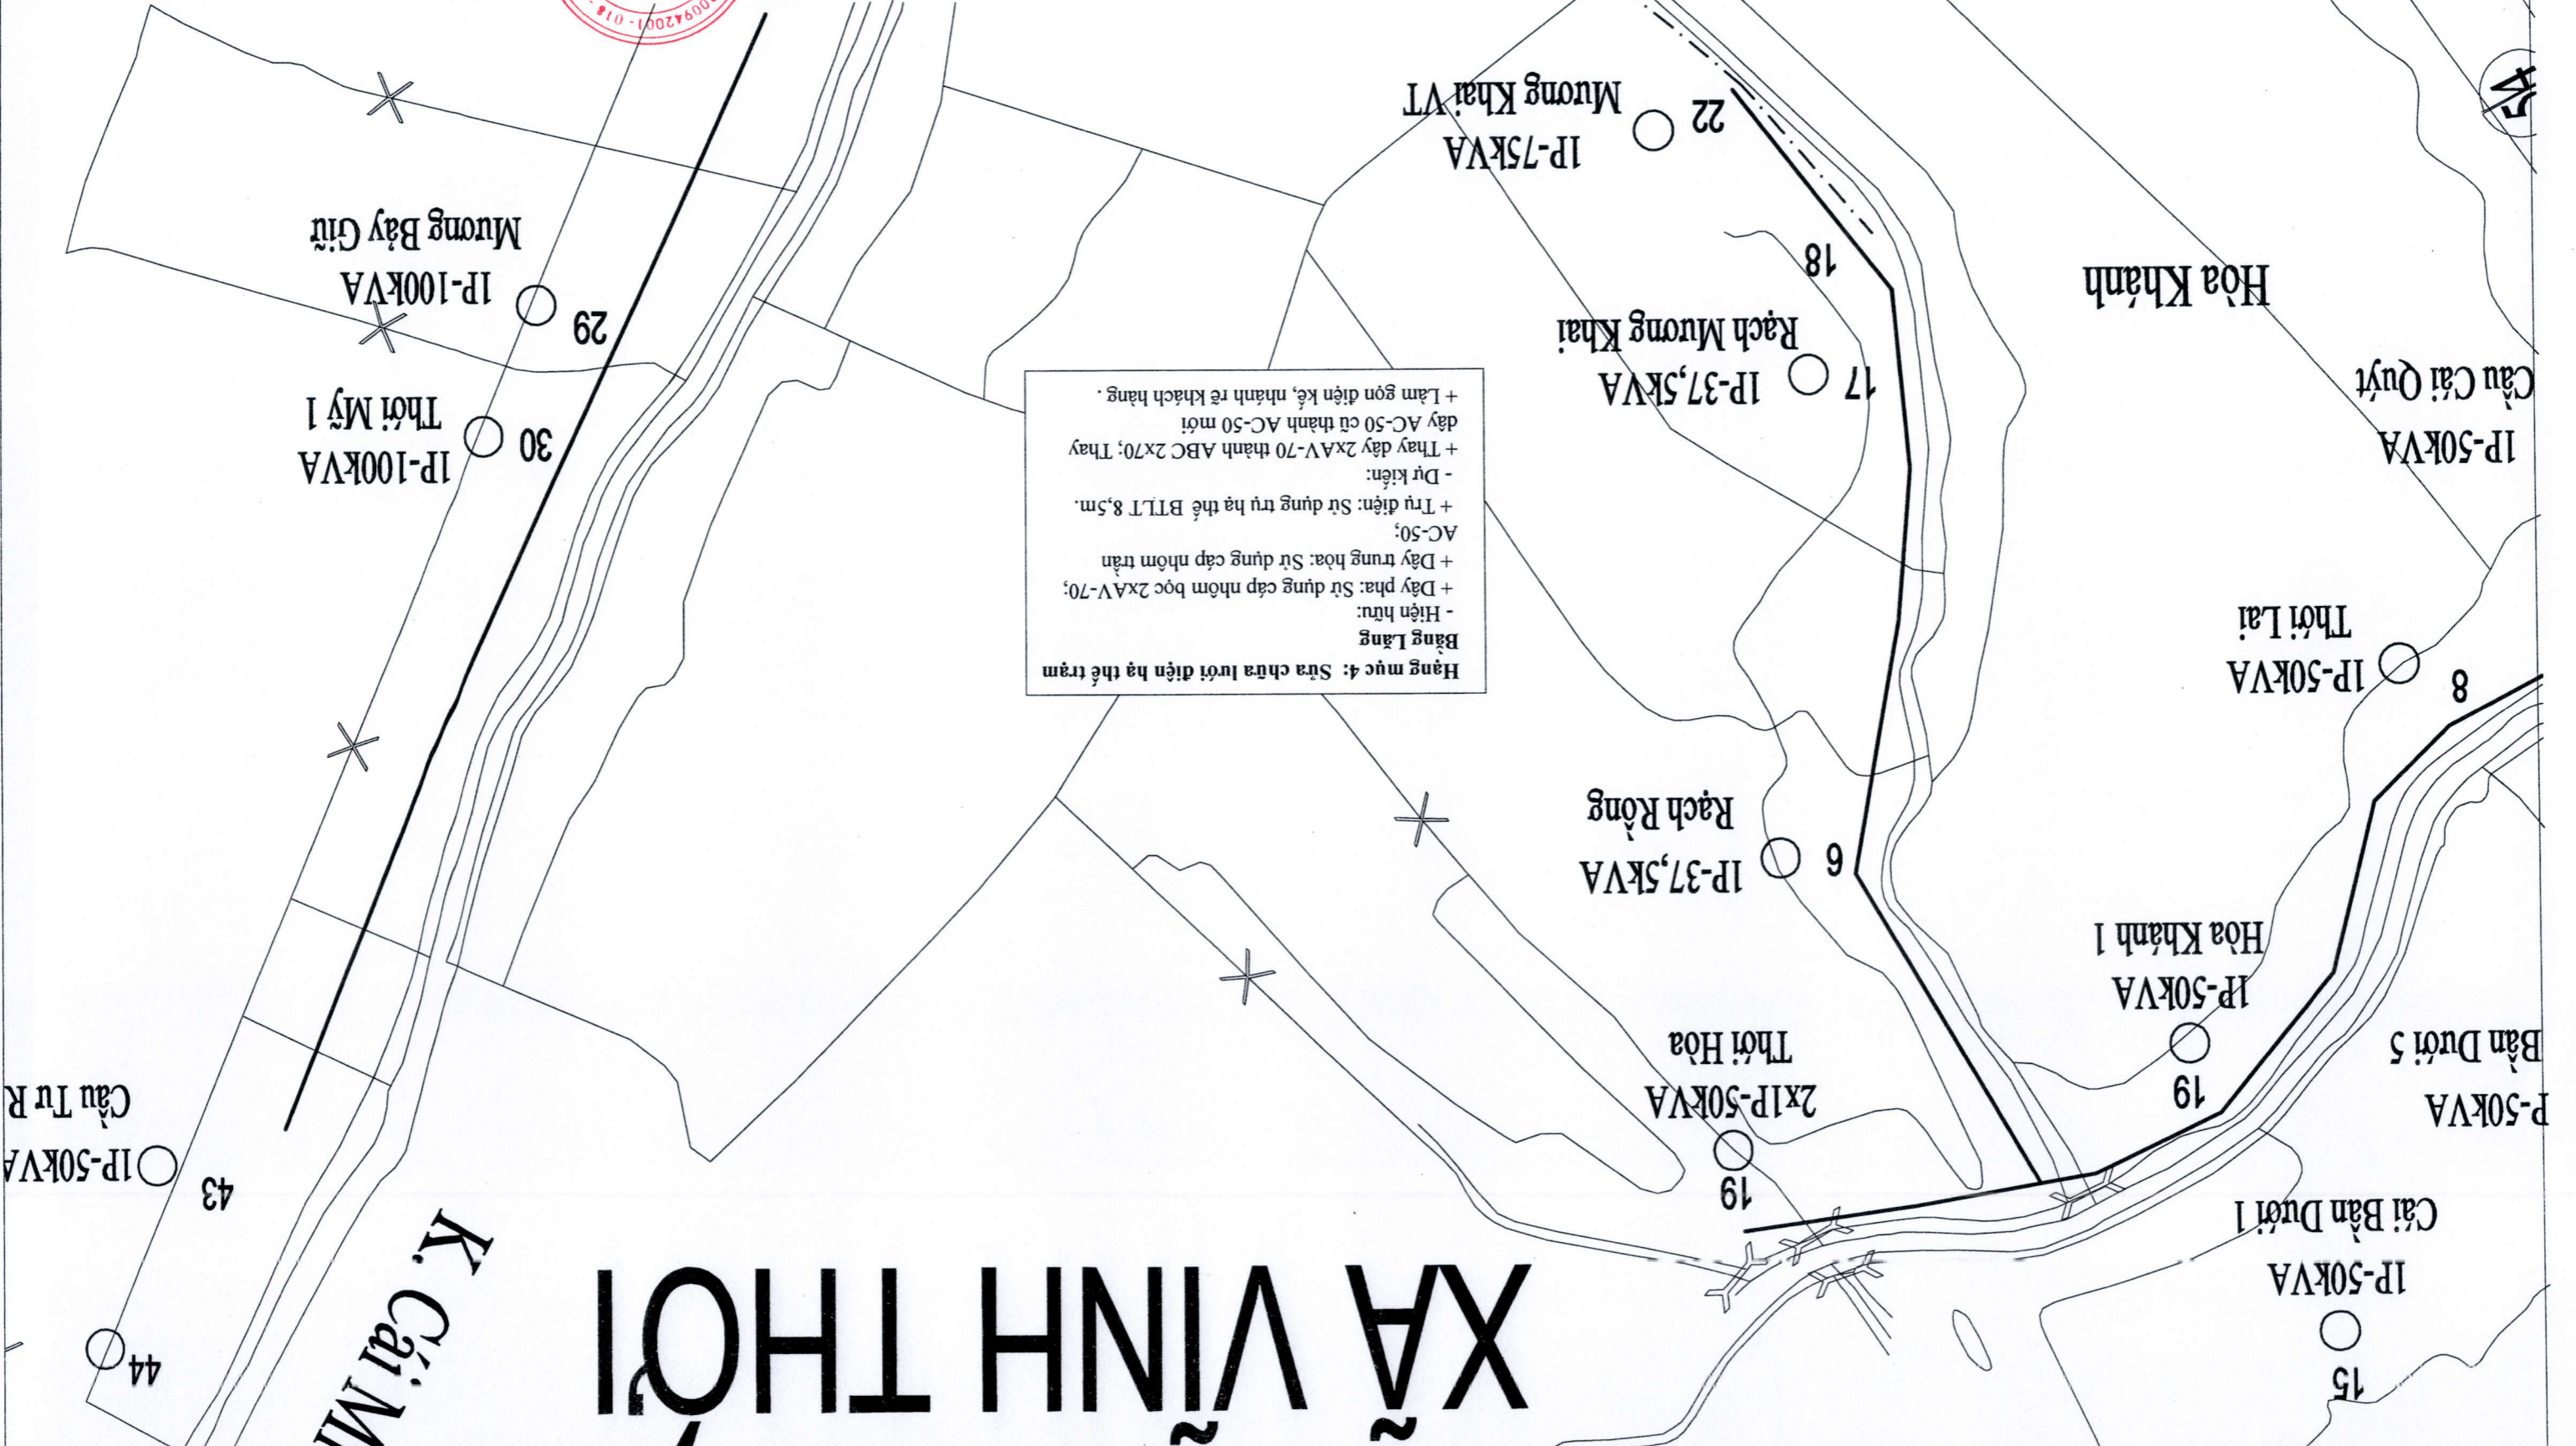 15
44
1P-50kVA
Cái Bần Dưới 1
XÃ VĨNH THỚI
K. Cái M
19
2x1P-50kVA
Thới Hòa
43
1P-50kVA
Cầu Tư R
P-50kVA
Bần Dưới 5
19
1P-50kVA
Hòa Khánh 1
9
1P-37,5kVA
Rạch Rồng
8
1P-50kVA
Thới Lai
Hạng mục 4: Sửa chữa lưới điện hạ thế trạm
Bằng Lăng
- Hiện hữu:
+ Dây pha: Sử dụng cáp nhôm bọc 2xAV-70;
+ Dây trung hòa: Sử dụng cáp nhôm trần
AC-50;
+ Trụ điện: Sử dụng trụ hạ thế BTLT 8,5m.
- Dự kiến:
+ Thay dây 2xAV-70 thành ABC 2x70; Thay
dây AC-50 cũ thành AC-50 mới
+ Làm gọn điện kế, nhánh rẽ khách hàng .
1P-50kVA
Cầu Cái Quýt
17
1P-37,5kVA
Rạch Mương Khai
30
1P-100kVA
Thới Mỹ 1
Hòa Khánh
18
29
1P-100kVA
Mương Bảy Giữ
22
1P-75kVA
Mương Khai VT
00942001 - 018